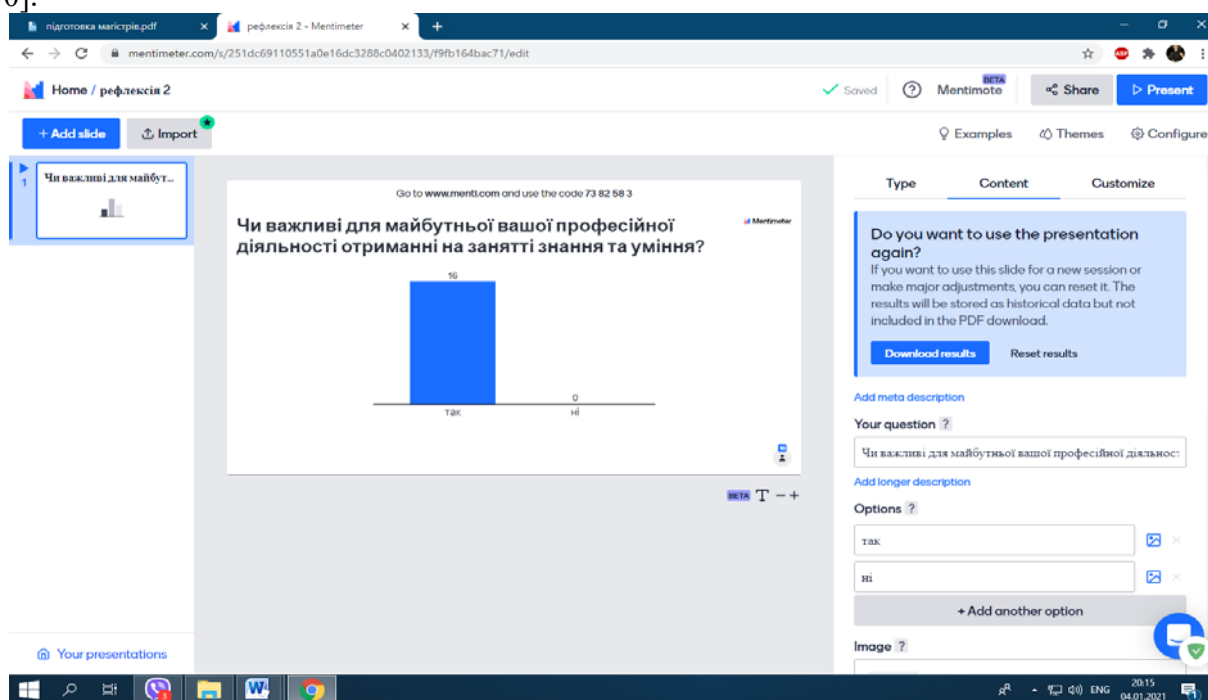 підготовка магістрів.pdf
рефлексія 2 - Mentimeter
mentimeter.com/s/251dc69110551a0e16dc3288c0402133/f9fb164bac71/edit
ABP
Home / рефлексія 2
Saved
BETA
Mentimote
Share
Present
+ Add slide
Import
Examples
Themes
Configure
1
Чи важливі для майбут...
Go to www.menti.com and use the code 73 82 58 3
Чи важливі для майбутньої вашої професійної
діяльності отриманні на занятті знання та уміння?
Mentimeter
16
0
так
ні
BETA T - +
Type
Content
Customize
Do you want to use the presentation
again?
If you want to use this slide for a new session or
make major adjustments, you can reset it. The
results will be stored as historical data but not
included in the PDF download.
Download results
Reset results
Add meta description
Your question ?
Чи важливі для майбутньої вашої професійної діяльност
Add longer description
Options ?
так
ні
+ Add another option
Image ?
Your presentations
ENG
20:15
04.01.2021